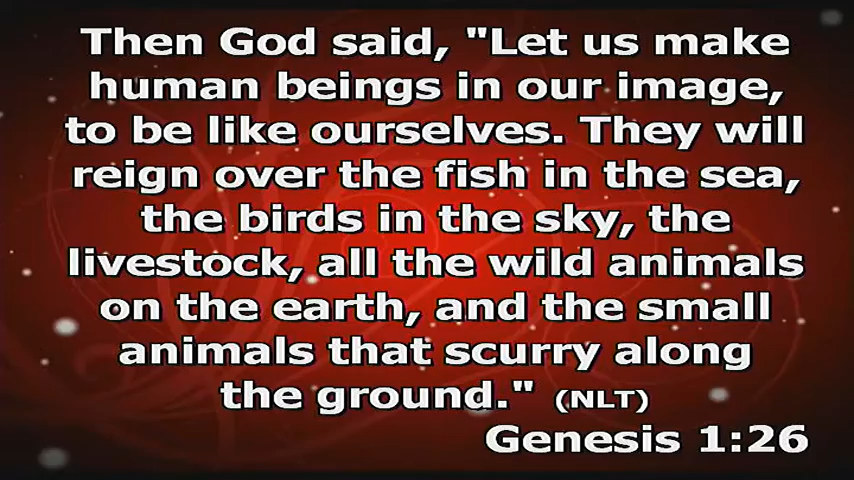 Then God said, "Let us make
human beings in our image,
to be like ourselves. They will
reign over the fish in the sea,
the birds in the sky, the
livestock, all the wild animals
on the earth, and the small
animals that scurry along
the ground." (NLT)
Genesis 1:26